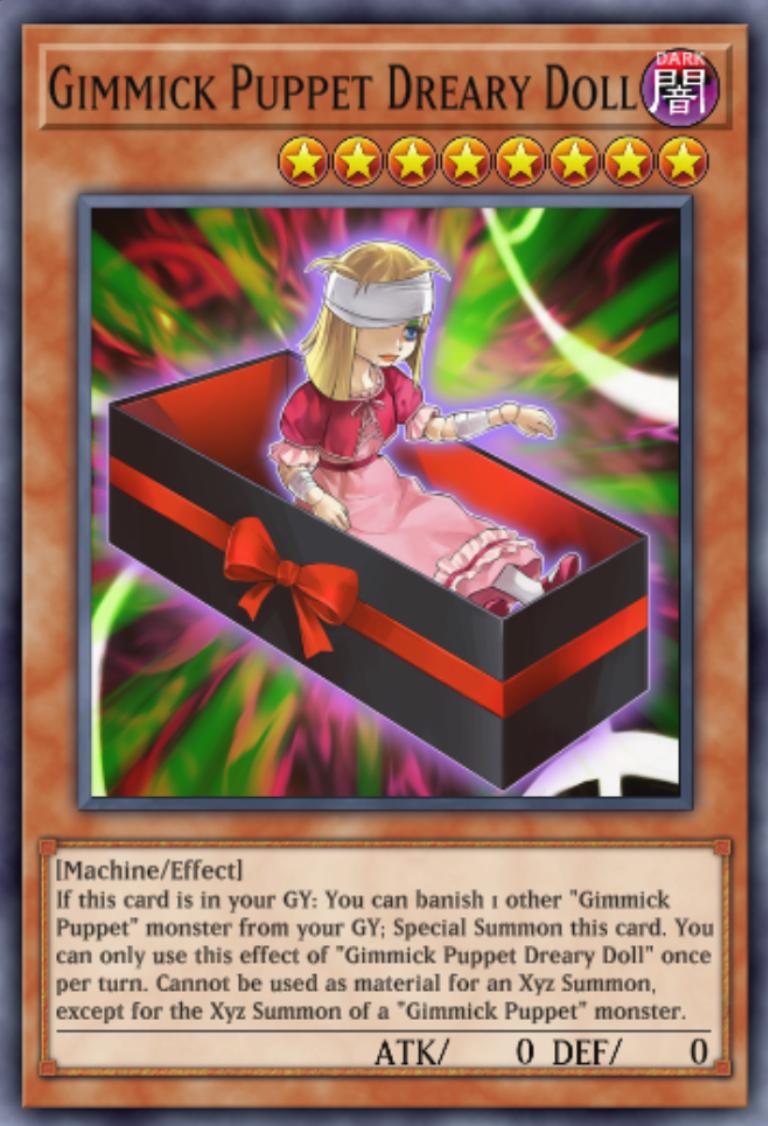 GIMMICK PUPPET DREARY DOLL
DARK
闇
[Machine/Effect]
If this card is in your GY: You can banish 1 other "Gimmick
Puppet" monster from your GY; Special Summon this card. You
can only use this effect of "Gimmick Puppet Dreary Doll" once
per turn. Cannot be used as material for an Xyz Summon,
except for the Xyz Summon of a "Gimmick Puppet" monster.
ATK/ 0 DEF/ 0